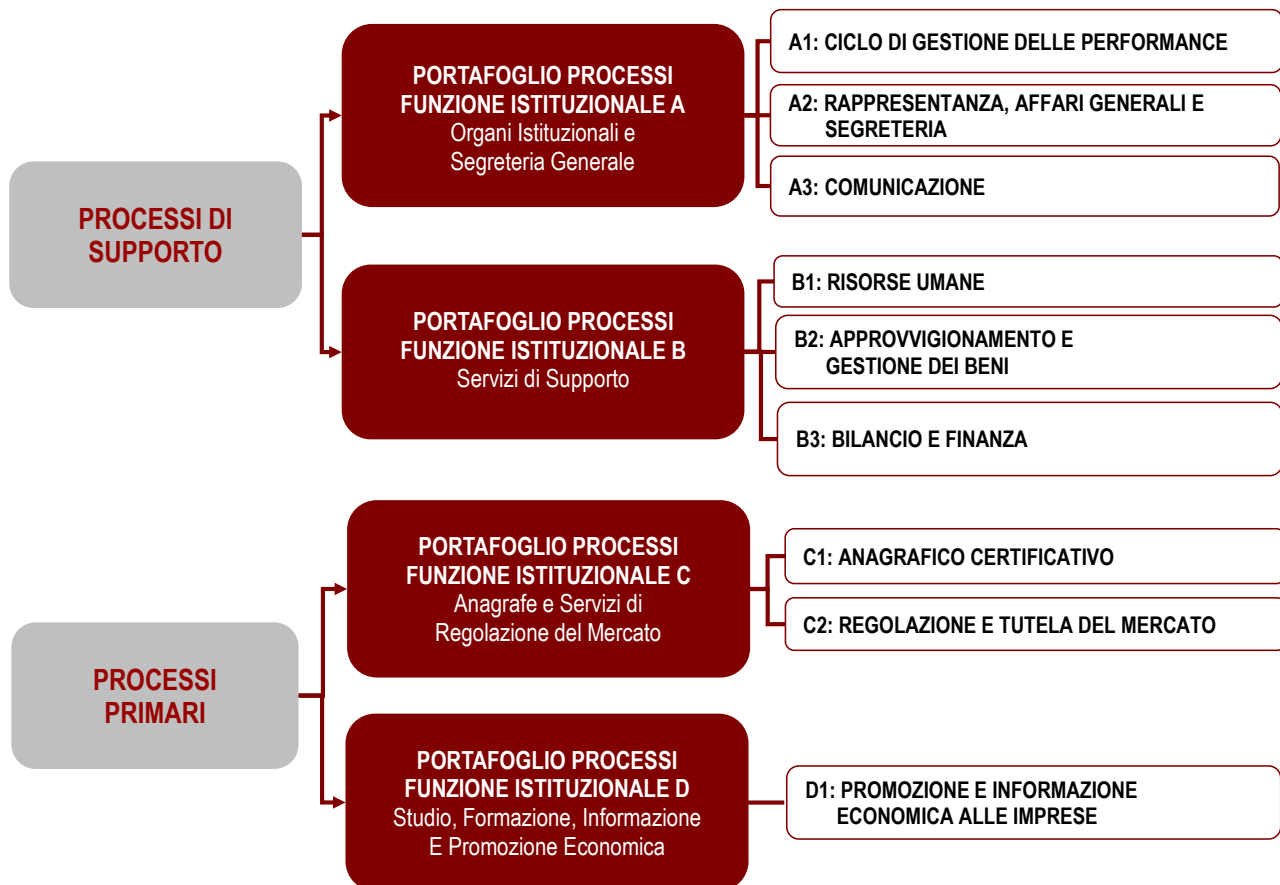 PROCESSI DI
SUPPORTO
PORTAFOGLIO PROCESSI
FUNZIONE ISTITUZIONALE A
Organi Istituzionali e
Segreteria Generale
A1: CICLO DI GESTIONE DELLE PERFORMANCE
A2: RAPPRESENTANZA, AFFARI GENERALI E
SEGRETERIA
A3: COMUNICAZIONE
PORTAFOGLIO PROCESSI
FUNZIONE ISTITUZIONALE B
Servizi di Supporto
B1: RISORSE UMANE
B2: APPROVVIGIONAMENTO E
GESTIONE DEI BENI
B3: BILANCIO E FINANZA
PROCESSI
PRIMARI
PORTAFOGLIO PROCESSI
FUNZIONE ISTITUZIONALE C
Anagrafe e Servizi di
Regolazione del Mercato
C1: ANAGRAFICO CERTIFICATIVO
C2: REGOLAZIONE E TUTELA DEL MERCATO
PORTAFOGLIO PROCESSI
FUNZIONE ISTITUZIONALE D
Studio, Formazione, Informazione
E Promozione Economica
D1: PROMOZIONE E INFORMAZIONE
ECONOMICA ALLE IMPRESE